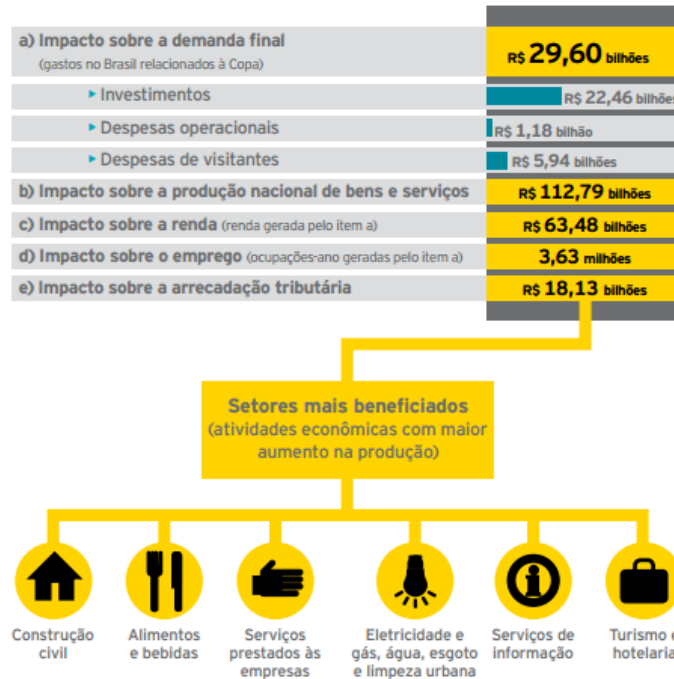 a) Impacto sobre a demanda final
(gastos no Brasil relacionados à Copa)
R$ 29,60 bilhões
▸ Investimentos
R$ 22,46 bilhões
▸ Despesas operacionais
R$ 1,18 bilhão
▸ Despesas de visitantes
R$ 5,94 bilhões
b) Impacto sobre a produção nacional de bens e serviços
R$ 112,79 bilhões
c) Impacto sobre a renda (renda gerada pelo item a)
R$ 63,48 bilhões
d) Impacto sobre o emprego (ocupações-ano geradas pelo item a)
3,63 milhões
e) Impacto sobre a arrecadação tributária
R$ 18,13 bilhões
Setores mais beneficiados
(atividades econômicas com maior
aumento na produção)
Construção
civil
Alimentos
e bebidas
Serviços
prestados às
empresas
Eletricidade e
gás, água, esgoto
e limpeza urbana
Serviços de
informação
Turismo e
hotelaria